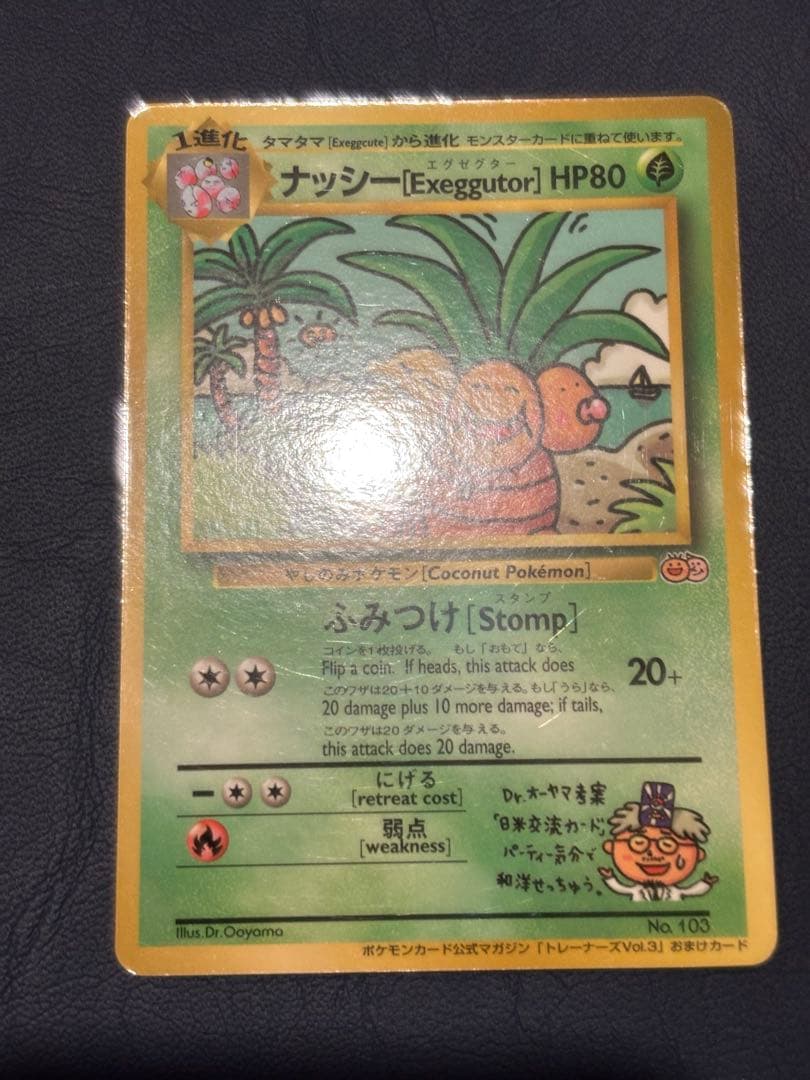 1進化 タマタマ[Exeggcute]から進化 モンスターカードに重ねて使います。
エグゼグター
ナッシー[Exeggutor] HP80
やしのみポケモン[Coconut Pokémon]
スタンプ
ふみつけ[Stomp]
コインを1枚投げる。 もし「おもて」なら、
Flip a coin. If heads, this attack does
20+
このワザは20+10ダメージを与える。もし「うら」なら、
20 damage plus 10 more damage; if tails,
このワザは20ダメージを与える。
this attack does 20 damage.
にげる
[retreat cost]
弱点
[weakness]
Dr.オーヤマ考案
「日米交流カード」
パーティー気分で
和洋せっちゅう。
Illus.Dr.Ooyama
No. 103
ポケモンカード公式マガジン「トレーナーズVol.3」おまけカード